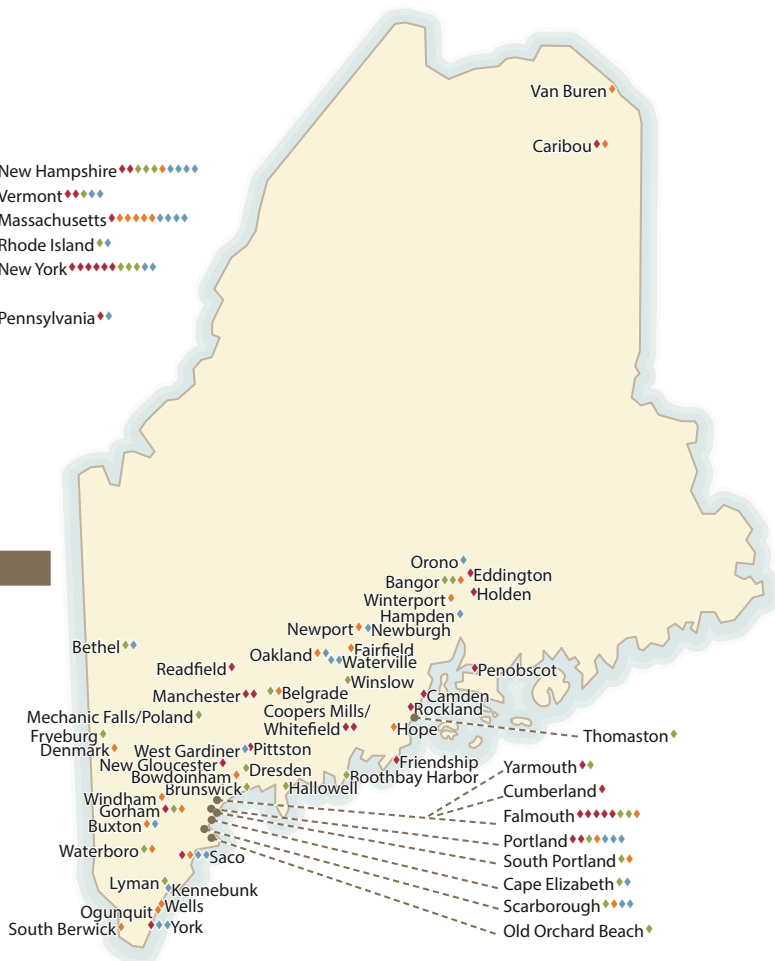 Van Buren
Caribou
New Hampshire
Vermont
Massachusetts
Rhode Island
New York
Pennsylvania
Orono
Eddington
Bangor
Holden
Winterport
Hampden
Newport
Newburgh
Bethel
Fairfield
Oakland
Waterville
Readfield
Penobscot
Winslow
Manchester
Belgrade
Camden
Coopers Mills/
Rockland
Mechanic Falls/Poland
Whitefield
Hope
Fryeburg
Thomaston
Denmark
West Gardiner
Pittston
New Gloucester
Friendship
Dresden
Yarmouth
Bowdoinham
Roothbay Harbor
Brunswick
Hallowell
Cumberland
Windham
Gorham
Falmouth
Buxton
Portland
Waterboro
Saco
South Portland
Lyman
Cape Elizabeth
Kennebunk
Scarborough
Wells
Ogunquit
South Berwick
York
Old Orchard Beach